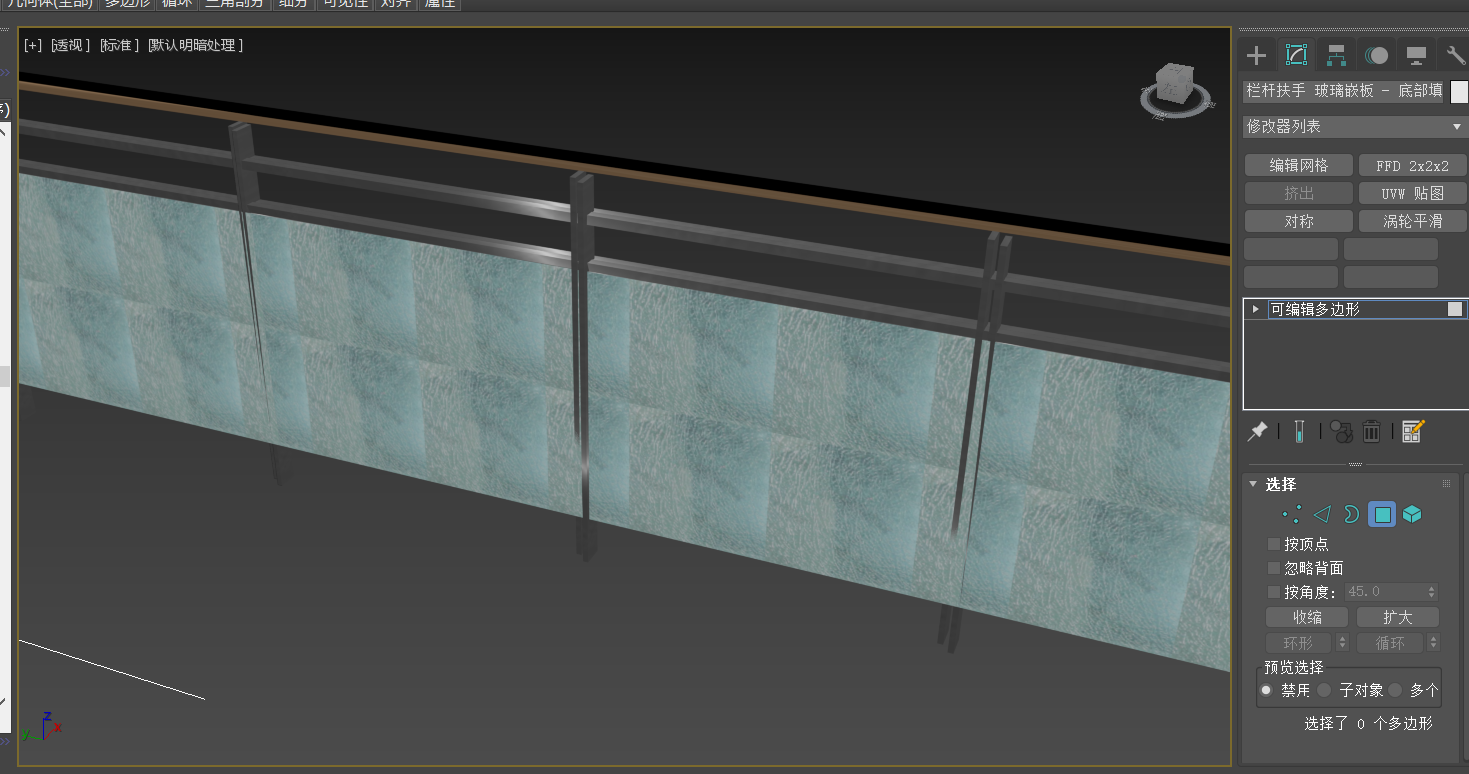 几何体(全部) 多边形 循环 三角剖分 细分 可见性 对齐 属性
[+] [透视] [标准] [默认明暗处理]
栏杆扶手 玻璃嵌板 - 底部填
修改器列表
编辑网格 FFD 2x2x2
挤出 UVW 贴图
对称 涡轮平滑
可编辑多边形
选择
按顶点
忽略背面
按角度: 45.0
收缩 扩大
环形 循环
预览选择
禁用 子对象 多个
选择了 0 个多边形
z
y x